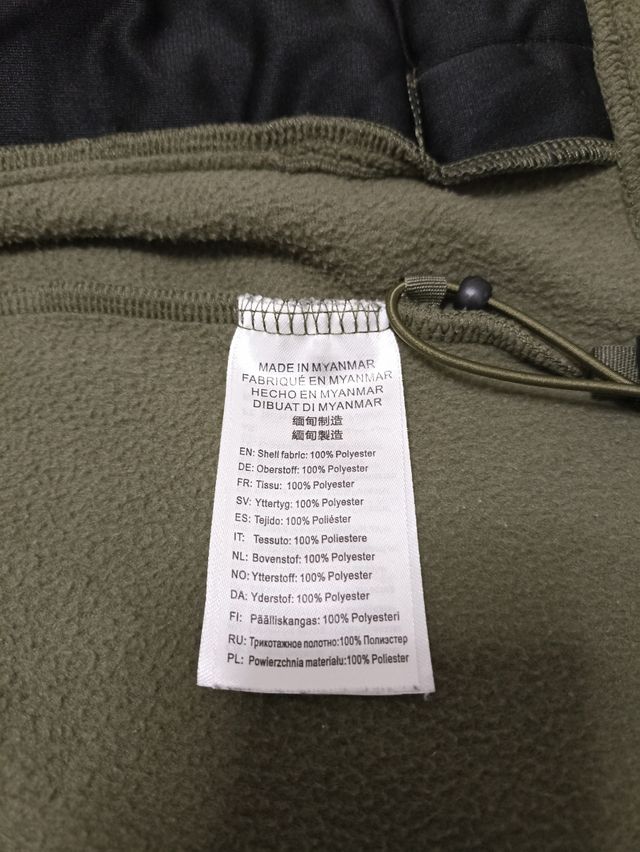 MADE IN MYANMAR
FABRIQUÉ EN MYANMAR
HECHO EN MYANMAR
DIBUAT DI MYANMAR
缅甸制造
緬甸製造
EN: Shell fabric: 100% Polyester
DE: Oberstoff: 100% Polyester
FR: Tissu: 100% Polyester
SV: Yttertyg: 100% Polyester
ES: Tejido: 100% Poliéster
IT: Tessuto: 100% Poliestere
NL: Bovenstof: 100% Polyester
NO: Ytterstoff: 100% Polyester
DA: Yderstof: 100% Polyester
FI: Päälliskangas: 100% Polyesteri
RU: Трикотажное полотно:100% Полиэстер
PL: Powierzchnia materiału:100% Poliester